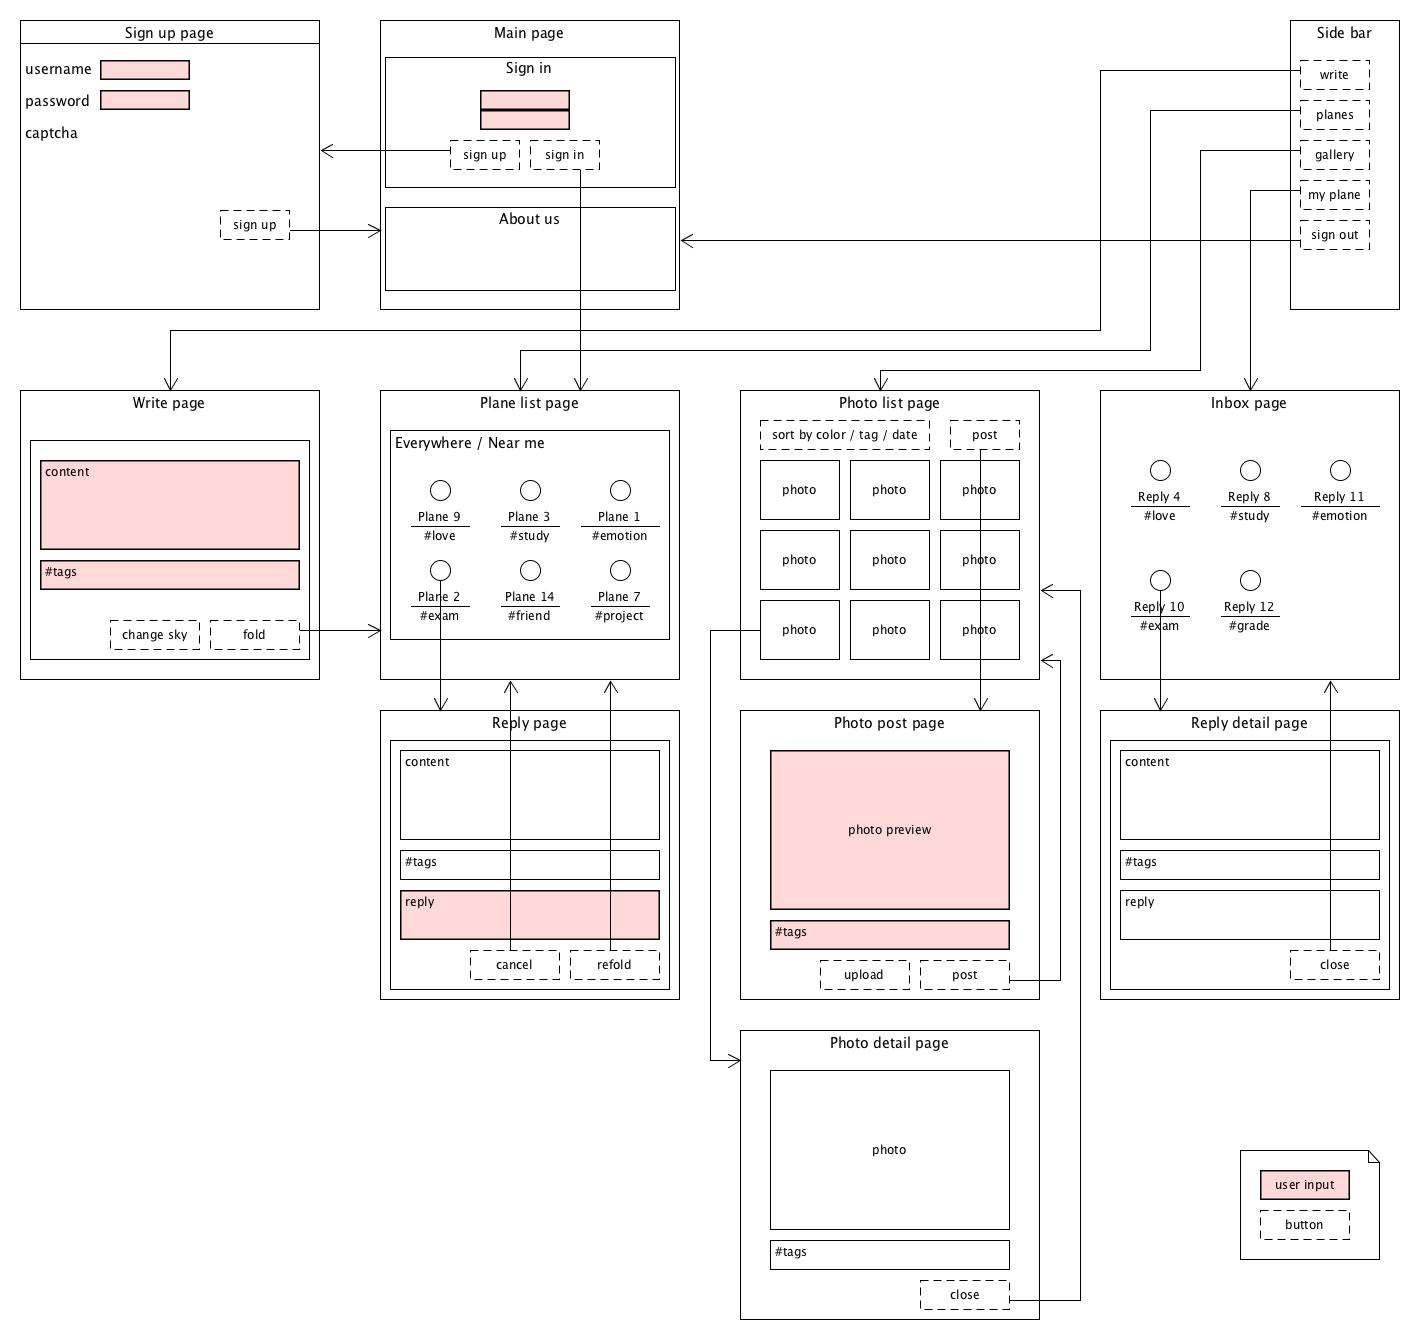 Sign up page
username
password
captcha
sign up
Main page
Sign in
sign up
sign in
About us
Side bar
write
planes
gallery
my plane
sign out
Write page
content
#tags
change sky
fold
Plane list page
Everywhere / Near me
Plane 9
#love
Plane 3
#study
Plane 1
#emotion
Plane 2
#exam
Plane 14
#friend
Plane 7
#project
Photo list page
sort by color / tag / date
post
photo
photo
photo
photo
photo
photo
photo
photo
photo
Inbox page
Reply 4
#love
Reply 8
#study
Reply 11
#emotion
Reply 10
#exam
Reply 12
#grade
Reply page
content
#tags
reply
cancel
refold
Photo post page
photo preview
#tags
upload
post
Reply detail page
content
#tags
reply
close
Photo detail page
photo
#tags
close
user input
button